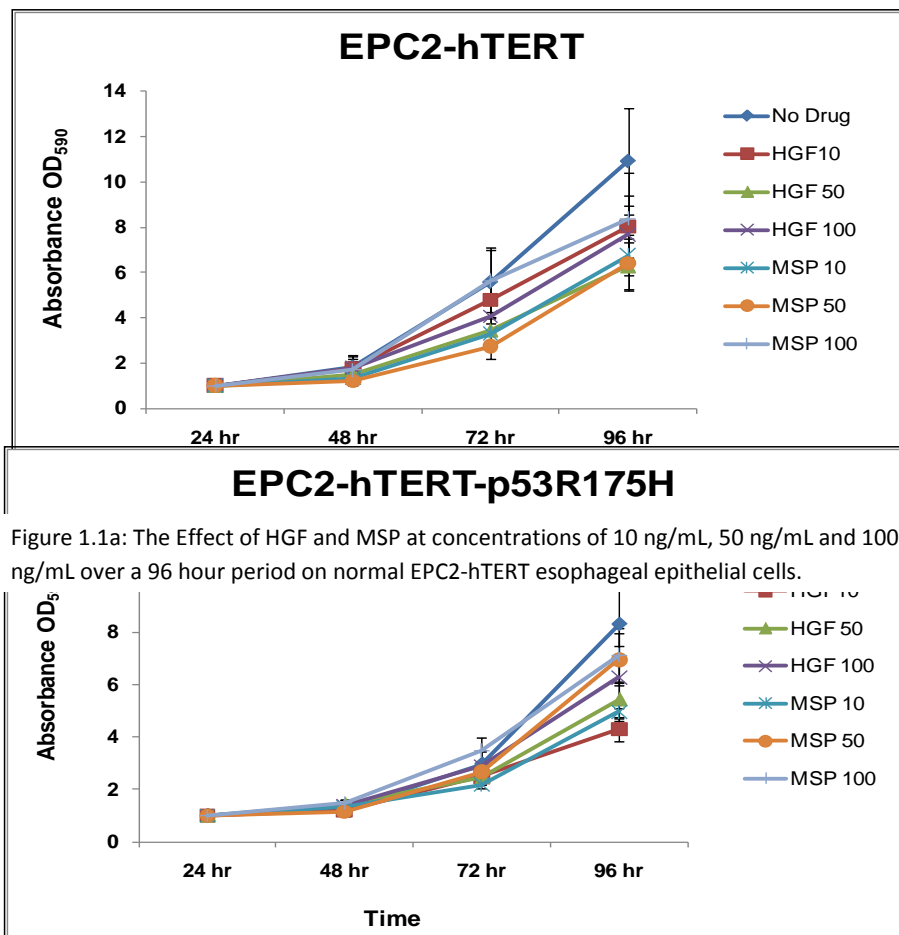 EPC2-hTERT
14
12
10
8
6
4
2
0
Absorbance OD590
24 hr
48 hr
72 hr
96 hr
No Drug
HGF10
HGF 50
HGF 100
MSP 10
MSP 50
MSP 100
EPC2-hTERT-p53R175H
Figure 1.1a: The Effect of HGF and MSP at concentrations of 10 ng/mL, 50 ng/mL and 100
ng/mL over a 96 hour period on normal EPC2-hTERT esophageal epithelial cells.
8
6
4
2
0
Absorbance
24 hr
48 hr
72 hr
96 hr
Time
HGF 50
HGF 100
MSP 10
MSP 50
MSP 100